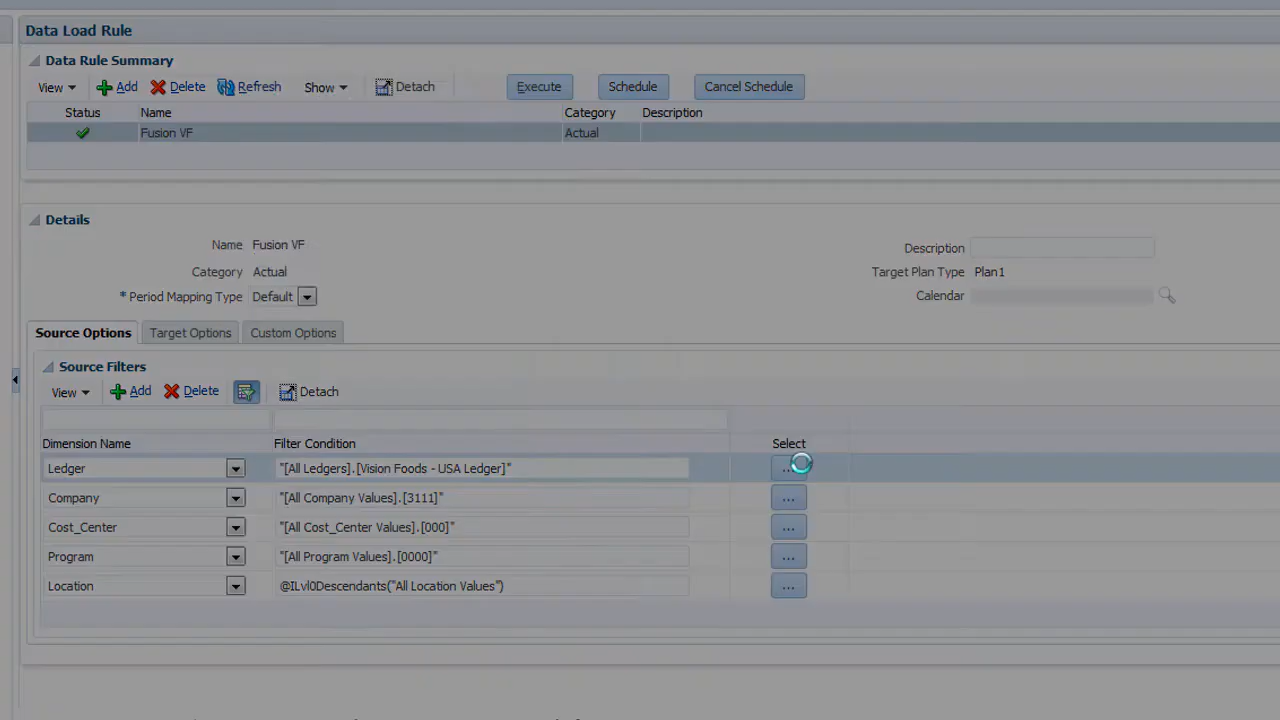 Data Load Rule
Data Rule Summary
View Add Delete Refresh Show Detach Execute Schedule Cancel Schedule
Status Name Category Description
Fusion VF Actual
Details
Name Fusion VF Description
Category Actual Target Plan Type Plan1
* Period Mapping Type Default Calendar
Source Options Target Options Custom Options
Source Filters
View Add Delete Detach
Dimension Name Filter Condition Select
Ledger "[All Ledgers].[Vision Foods - USA Ledger]" ...
Company "[All Company Values].[3111]" ...
Cost_Center "[All Cost_Center Values].[000]" ...
Program "[All Program Values].[0000]" ...
Location @ILvl0Descendants("All Location Values") ...